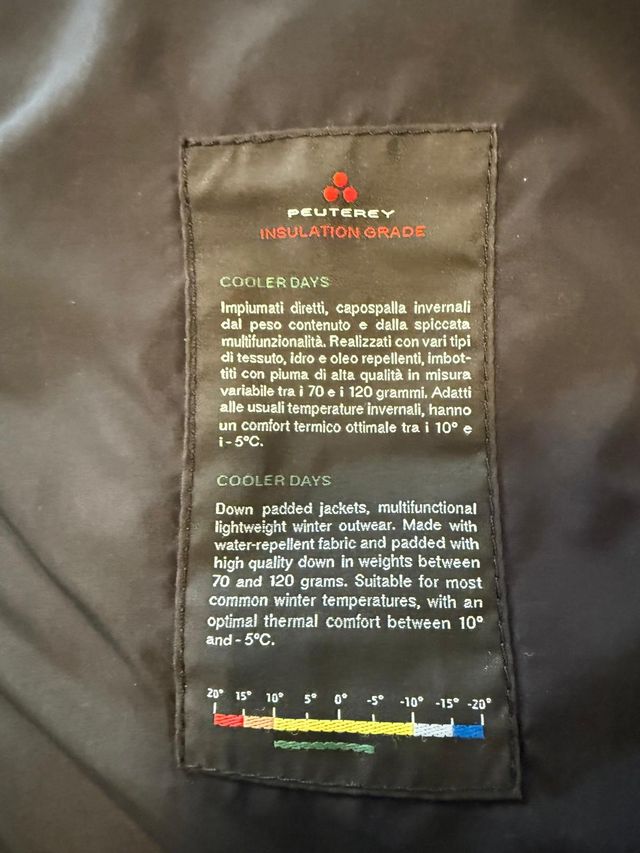 PEUTEREY
INSULATION GRADE
COOLER DAYS
Impiumati diretti, capospalla invernali
dal peso contenuto e dalla spiccata
multifunzionalità. Realizzati con vari tipi
di tessuto, idro e oleo repellenti, imbot-
titi con piuma di alta qualità in misura
variabile tra i 70 e i 120 grammi. Adatti
alle usuali temperature invernali, hanno
un comfort termico ottimale tra i 10° e
i - 5°C.
COOLER DAYS
Down padded jackets, multifunctional
lightweight winter outwear. Made with
water-repellent fabric and padded with
high quality down in weights between
70 and 120 grams. Suitable for most
common winter temperatures, with an
optimal thermal comfort between 10°
and - 5°C.
20° 15° 10° 5° 0° -5° -10° -15° -20°